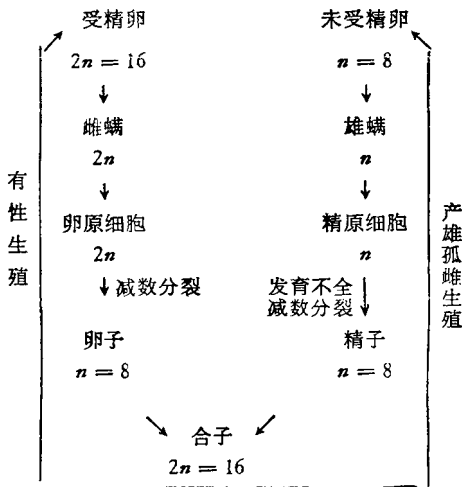 受精卵
未受精卵
2n = 16
n = 8
雌螨
雄螨
2n
n
卵原细胞
精原细胞
2n
n
减数分裂
发育不全
减数分裂
卵子
精子
n = 8
n = 8
合子
2n = 16
有性生殖
产雄孤雌生殖